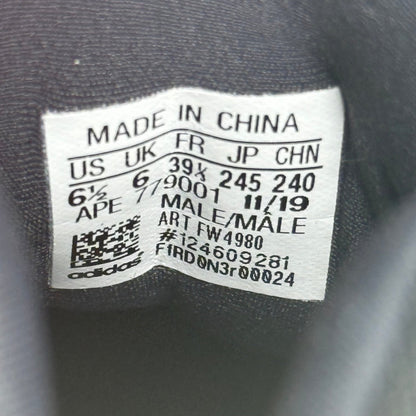 MADE IN CHINA
US UK FR JP CHN
6½ 6 39⅓ 245 240
APE 779001 11/19
MALE/MÂLE
ART FW4980
#124609281
F1RD0N3r00024
adidas